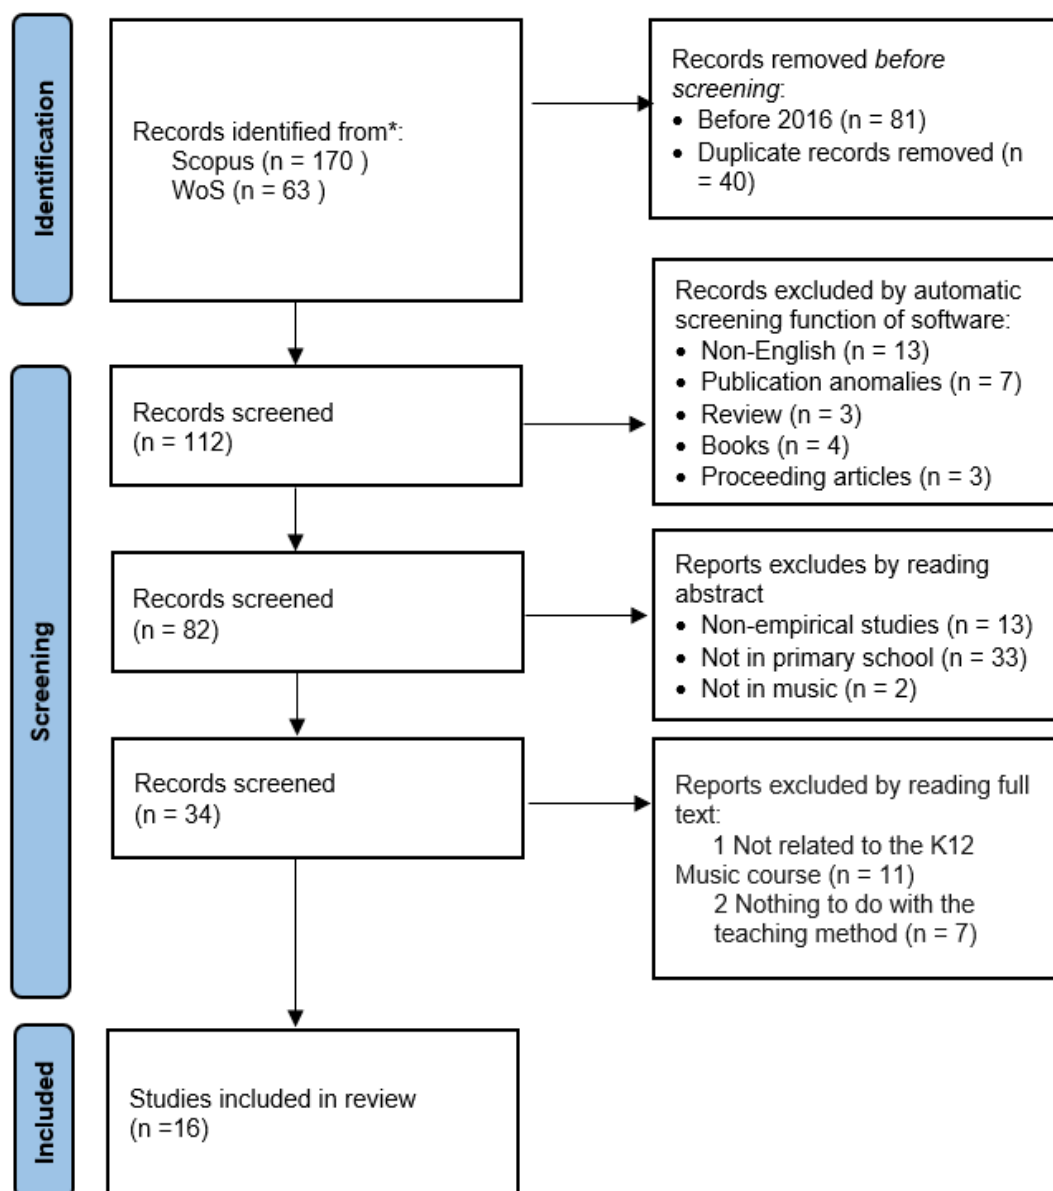 Identification
Records identified from*:
Scopus (n = 170 )
WoS (n = 63 )
Records removed before
screening:
• Before 2016 (n = 81)
• Duplicate records removed (n
= 40)
Screening
Records screened
(n = 112)
Records excluded by automatic
screening function of software:
• Non-English (n = 13)
• Publication anomalies (n = 7)
• Review (n = 3)
• Books (n = 4)
• Proceeding articles (n = 3)
Records screened
(n = 82)
Reports excludes by reading
abstract
• Non-empirical studies (n = 13)
• Not in primary school (n = 33)
• Not in music (n = 2)
Records screened
(n = 34)
Reports excluded by reading full
text:
1 Not related to the K12
Music course (n = 11)
2 Nothing to do with the
teaching method (n = 7)
Included
Studies included in review
(n =16)